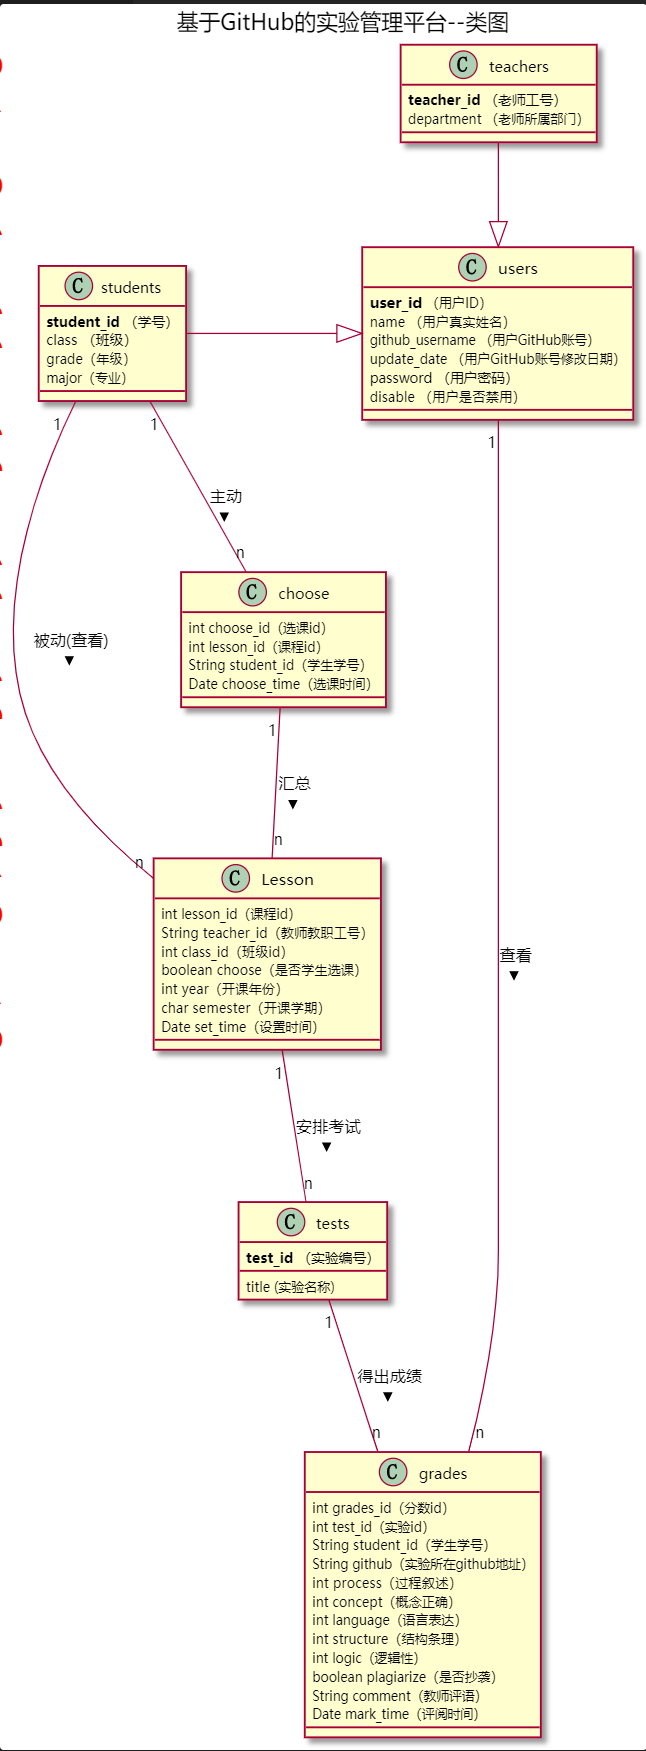 基于GitHub的实验管理平台--类图
C teachers
teacher_id （老师工号）
department （老师所属部门）
C users
user_id （用户ID）
name （用户真实姓名）
github_username （用户GitHub账号）
update_date （用户GitHub账号修改日期）
password （用户密码）
disable （用户是否禁用）
C students
student_id （学号）
class （班级）
grade（年级）
major（专业）
1
1
1
主动
n
C choose
int choose_id（选课id）
int lesson_id（课程id）
String student_id（学生学号）
Date choose_time（选课时间）
被动(查看)
1
汇总
n
n
C Lesson
int lesson_id（课程id）
String teacher_id（教师教职工号）
int class_id（班级id）
boolean choose（是否学生选课）
int year（开课年份）
char semester（开课学期）
Date set_time（设置时间）
查看
1
安排考试
n
C tests
test_id （实验编号）
title (实验名称)
1
得出成绩
n
n
C grades
int grades_id（分数id）
int test_id（实验id）
String student_id（学生学号）
String github（实验所在github地址）
int process（过程叙述）
int concept（概念正确）
int language（语言表达）
int structure（结构条理）
int logic（逻辑性）
boolean plagiarize（是否抄袭）
String comment（教师评语）
Date mark_time（评阅时间）